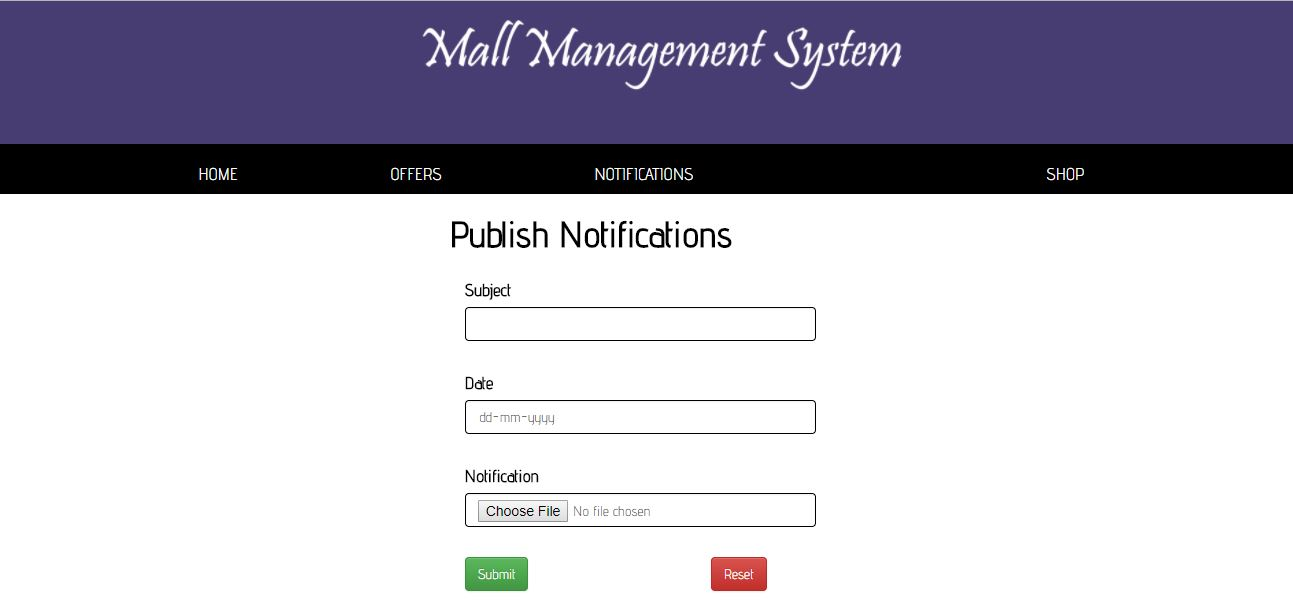 Mall Management System
HOME OFFERS NOTIFICATIONS SHOP
Publish Notifications
Subject
Date
dd-mm-yyyy
Notification
Choose File No file chosen
Submit Reset